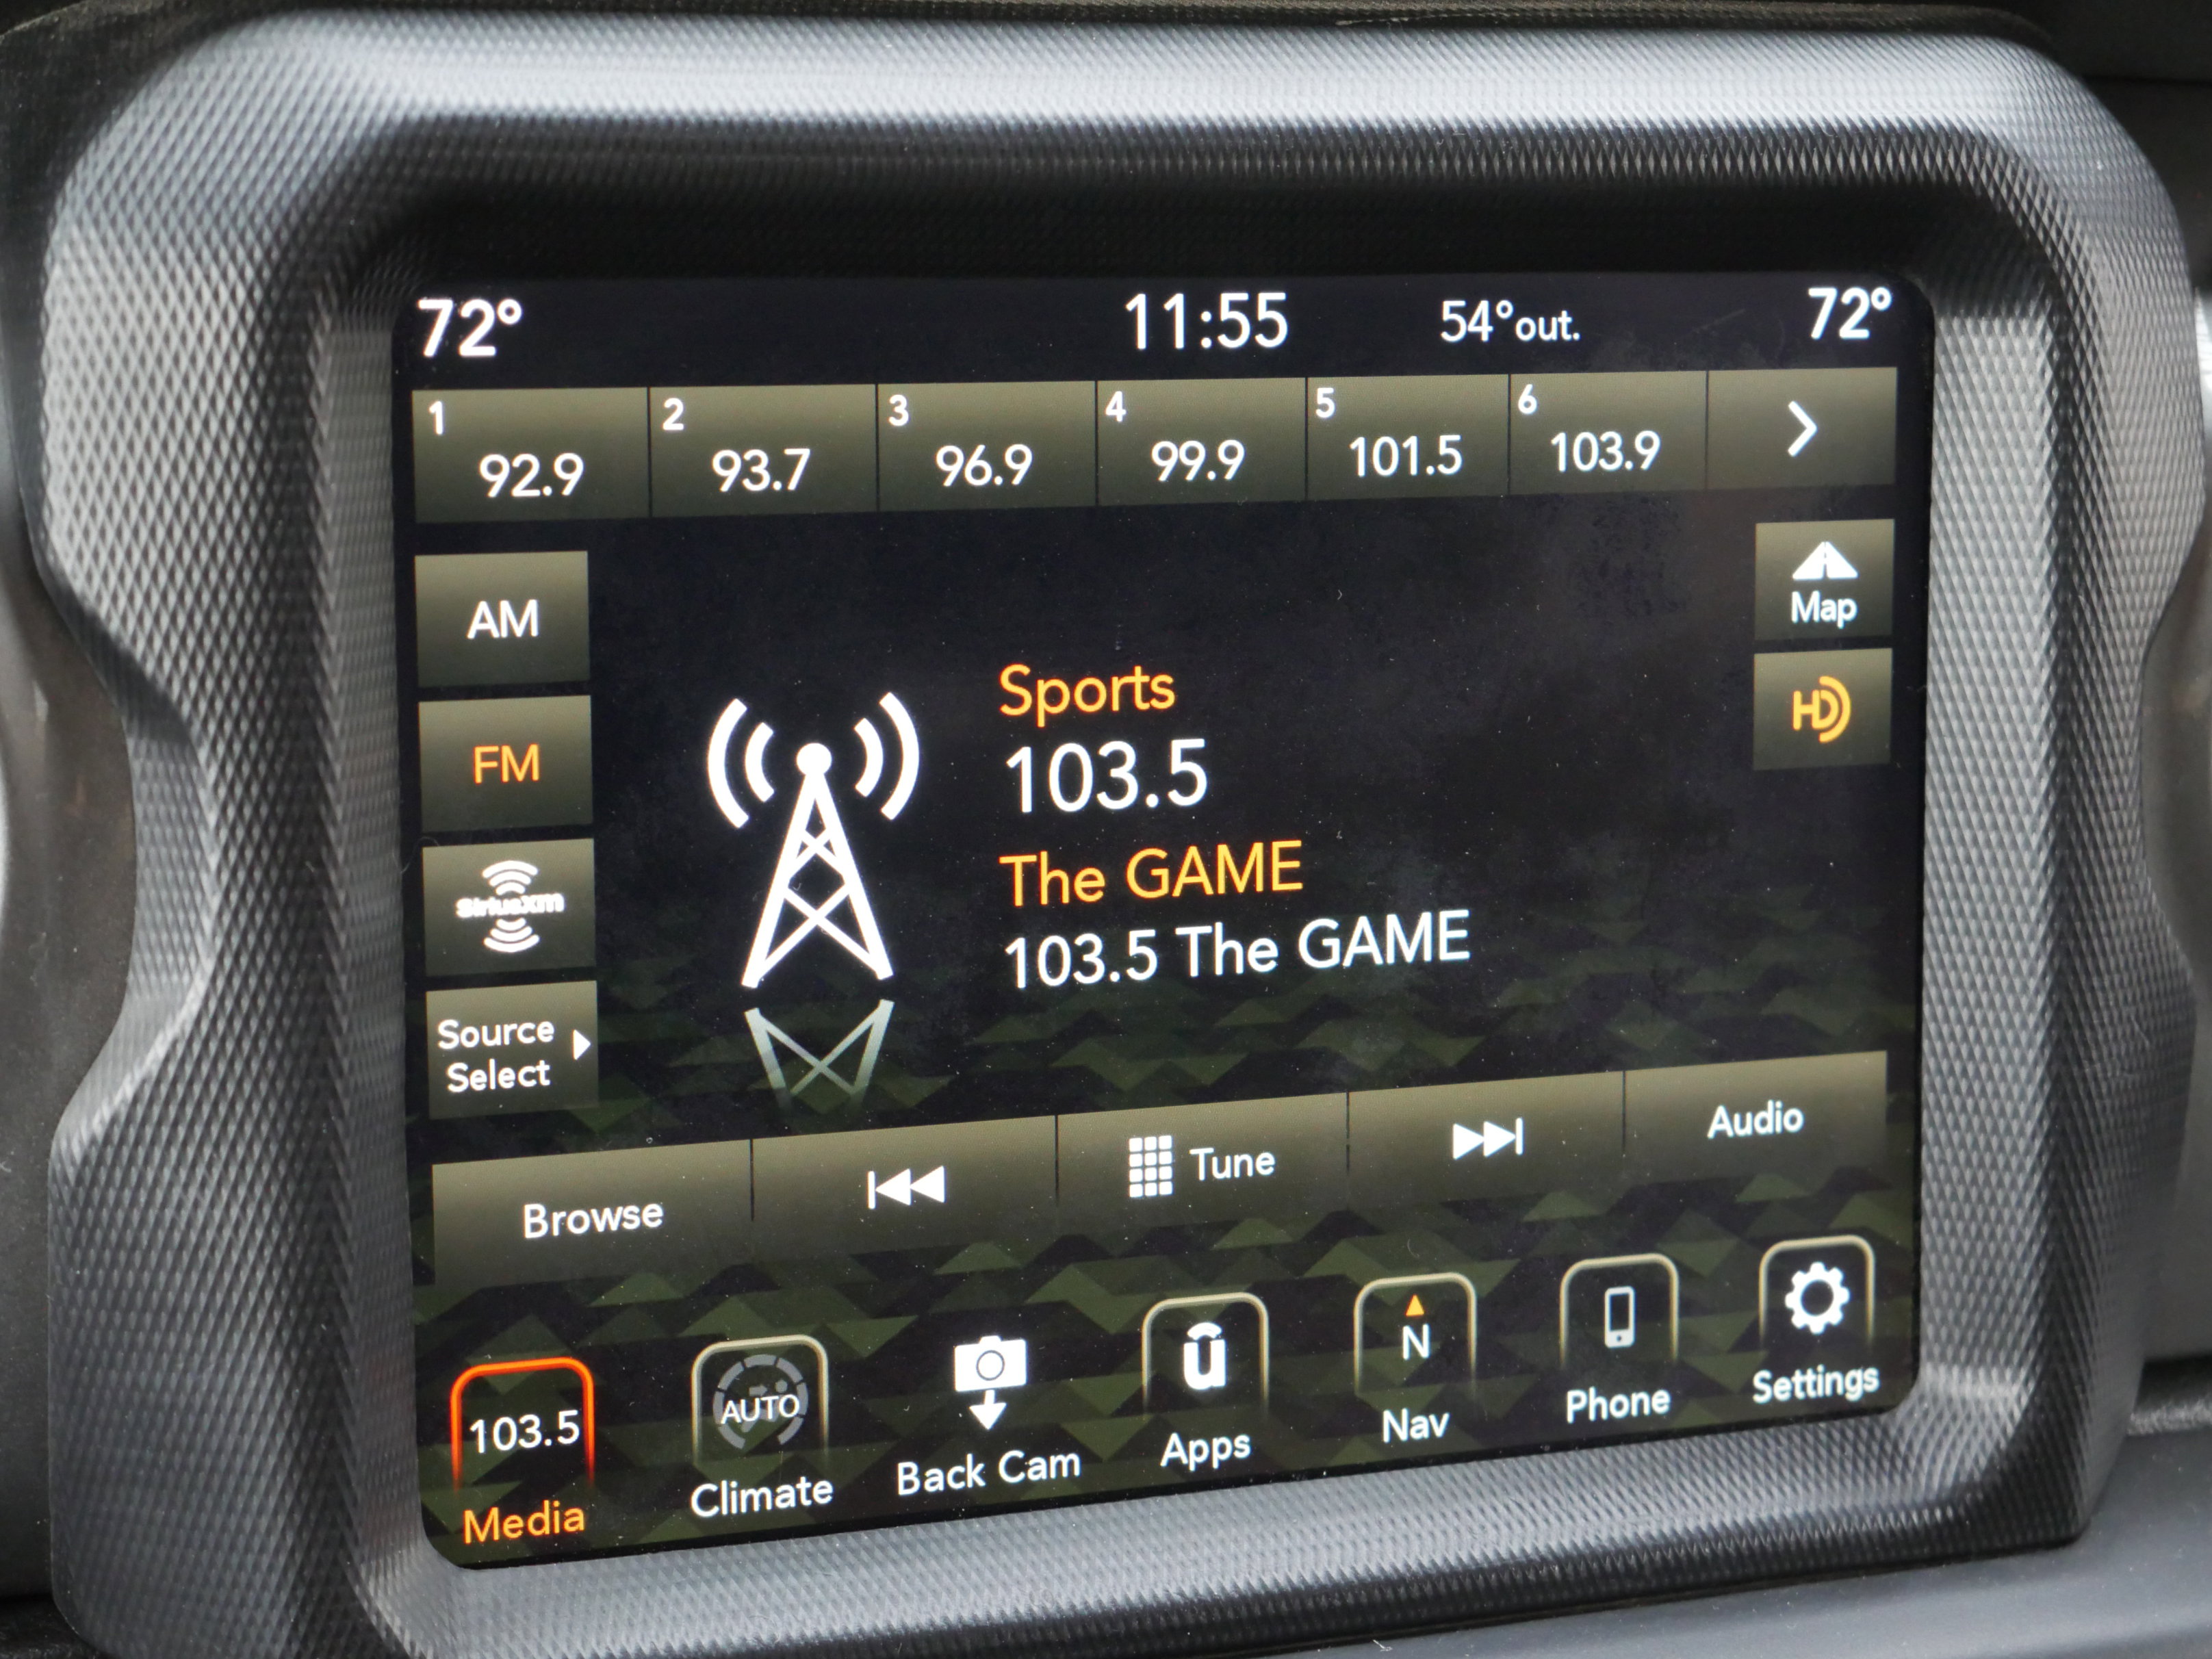 72° 11:55 54°out. 72°
1 2 3 4 5 6
92.9 93.7 96.9 99.9 101.5 103.9
AM
Map
FM
HD
Sports
103.5
The GAME
103.5 The GAME
siriusxm
Source
Select
Browse Tune Audio
103.5 AUTO u N
Media Climate Back Cam Apps Nav Phone Settings